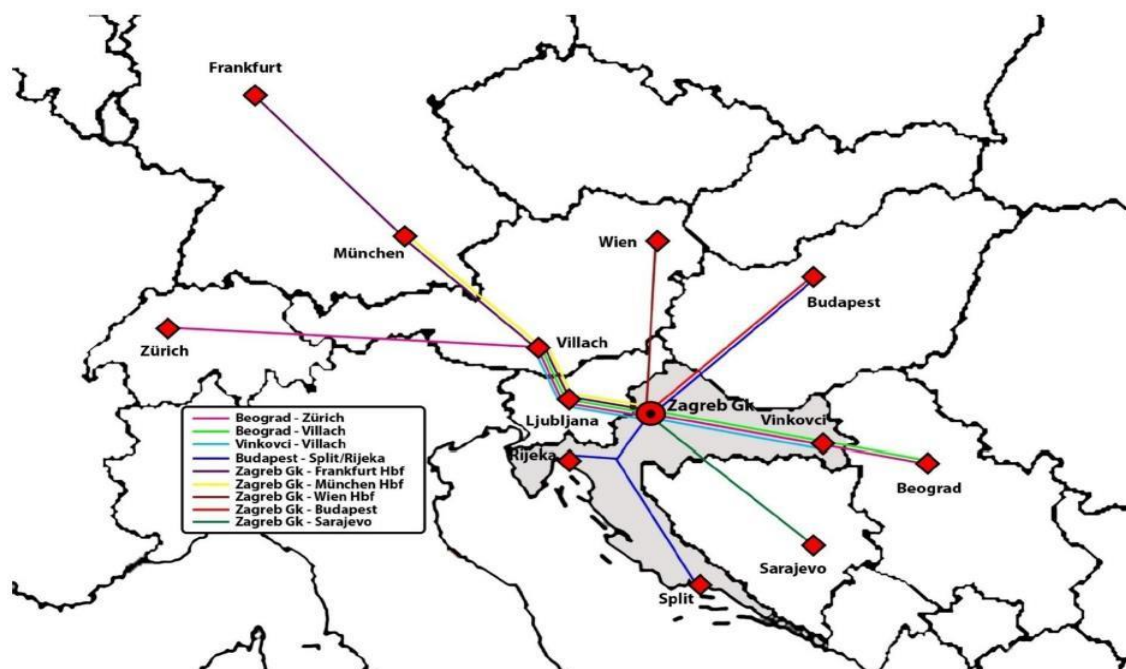 Frankfurt
München
Wien
Budapest
Villach
Zürich
Zagreb Gk
Ljubljana
Vinkovci
Rijeka
Beograd
Sarajevo
Split
Beograd - Zürich
Beograd - Villach
Vinkovci - Villach
Budapest - Split/Rijeka
Zagreb Gk - Frankfurt Hbf
Zagreb Gk - München Hbf
Zagreb Gk - Wien Hbf
Zagreb Gk - Budapest
Zagreb Gk - Sarajevo